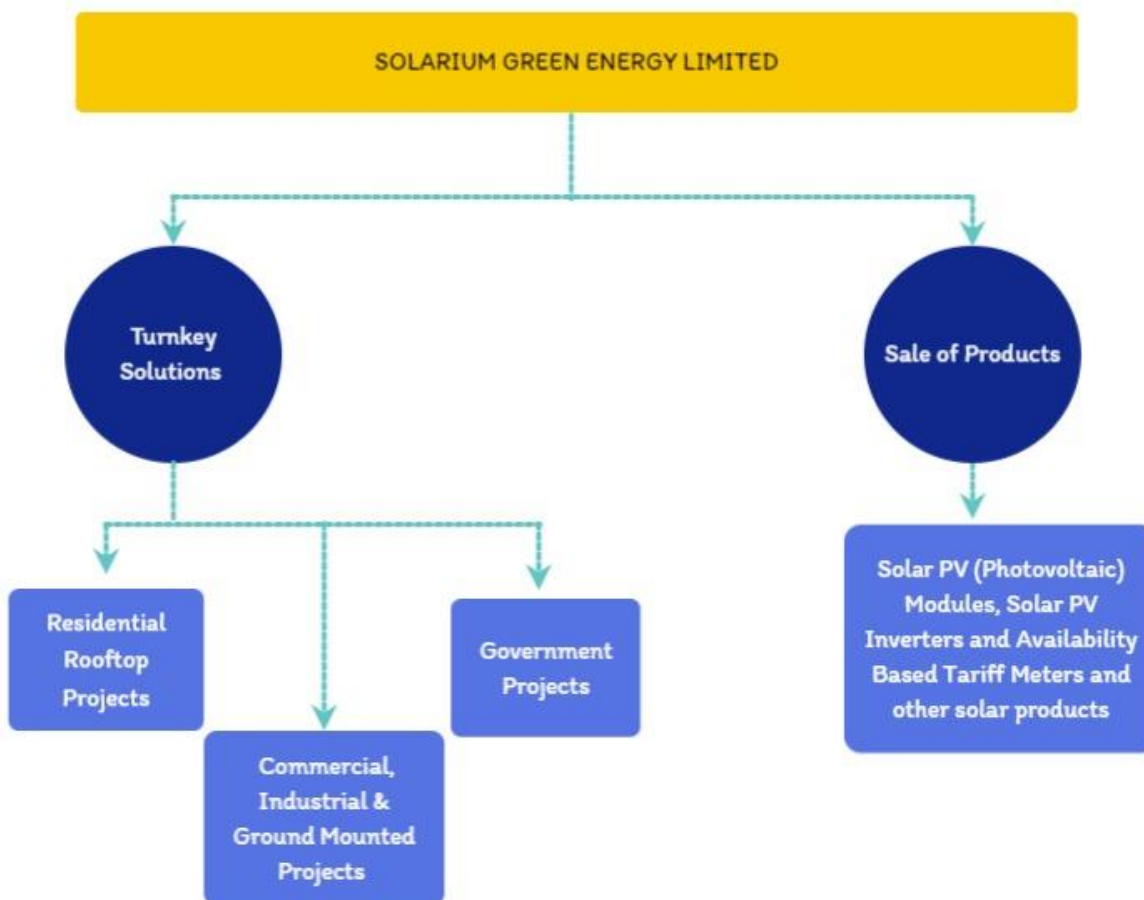 SOLARIUM GREEN ENERGY LIMITED
Turnkey
Solutions
Sale of Products
Residential
Rooftop
Projects
Commercial,
Industrial &
Ground Mounted
Projects
Government
Projects
Solar PV (Photovoltaic)
Modules, Solar PV
Inverters and Availability
Based Tariff Meters and
other solar products